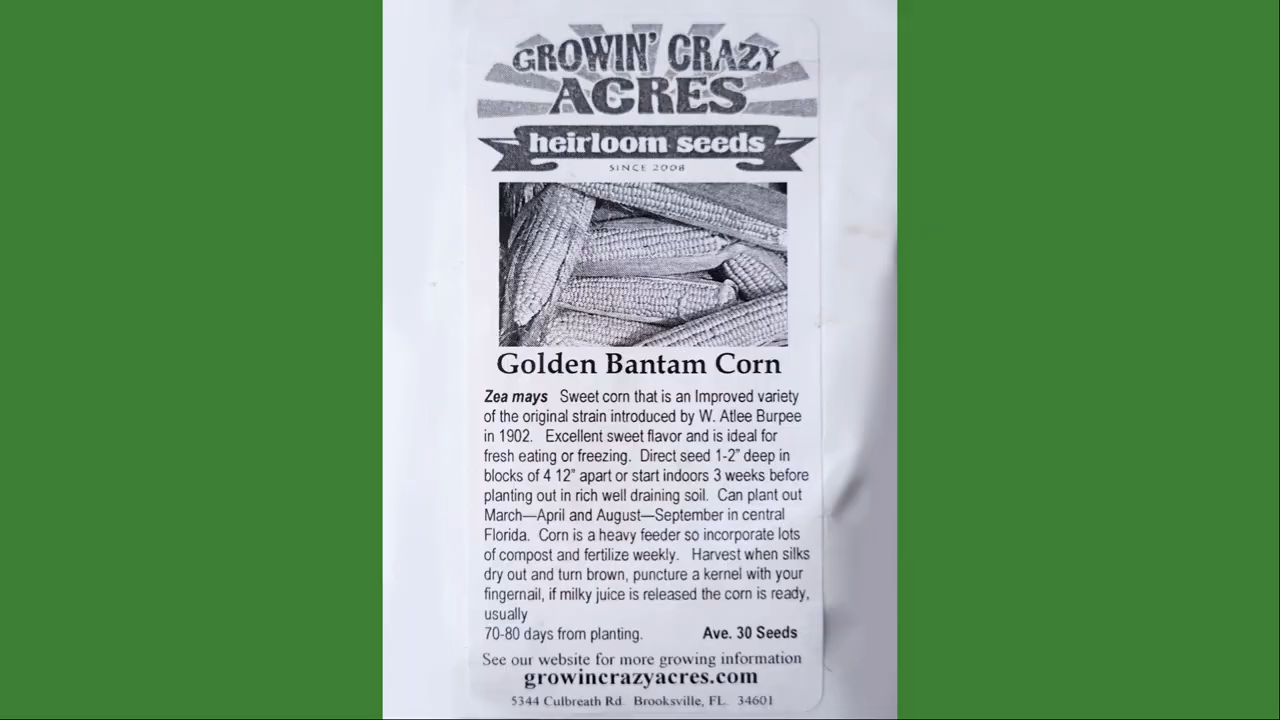 GROWIN' CRAZY
ACRES
heirloom seeds
SINCE 2008
Golden Bantam Corn
Zea mays Sweet corn that is an Improved variety
of the original strain introduced by W. Atlee Burpee
in 1902. Excellent sweet flavor and is ideal for
fresh eating or freezing. Direct seed 1-2” deep in
blocks of 4 12” apart or start indoors 3 weeks before
planting out in rich well draining soil. Can plant out
March—April and August—September in central
Florida. Corn is a heavy feeder so incorporate lots
of compost and fertilize weekly. Harvest when silks
dry out and turn brown, puncture a kernel with your
fingernail, if milky juice is released the corn is ready,
usually
70-80 days from planting. Ave. 30 Seeds
See our website for more growing information
growincrazyacres.com
5344 Culbreath Rd. Brooksville, FL. 34601